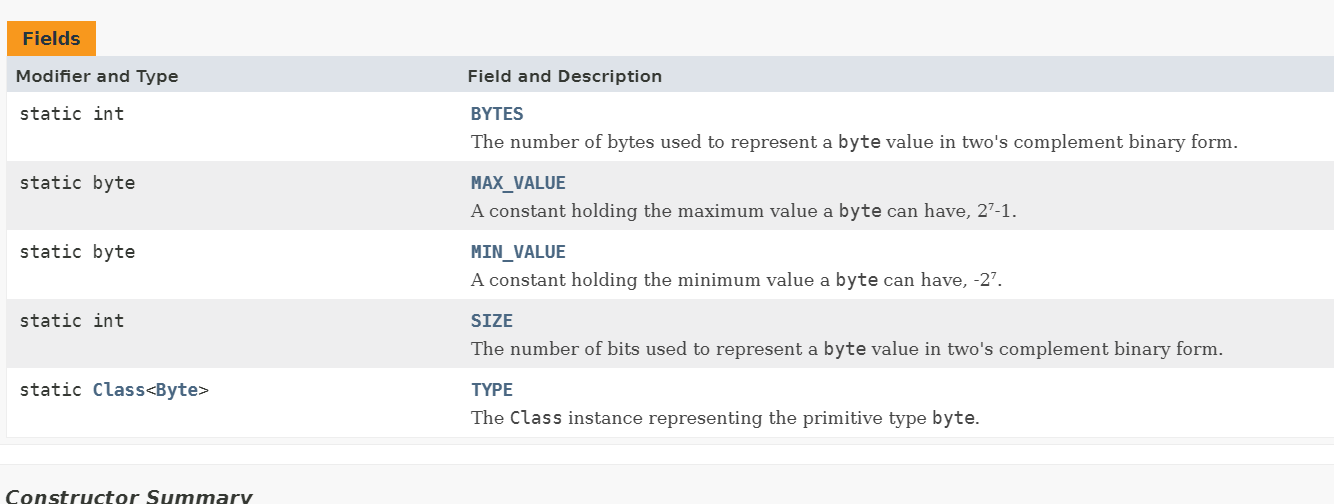 Fields
Modifier and Type Field and Description
static int BYTES
The number of bytes used to represent a byte value in two's complement binary form.
static byte MAX_VALUE
A constant holding the maximum value a byte can have, 2⁷-1.
static byte MIN_VALUE
A constant holding the minimum value a byte can have, -2⁷.
static int SIZE
The number of bits used to represent a byte value in two's complement binary form.
static Class<Byte> TYPE
The Class instance representing the primitive type byte.
Constructor Summary